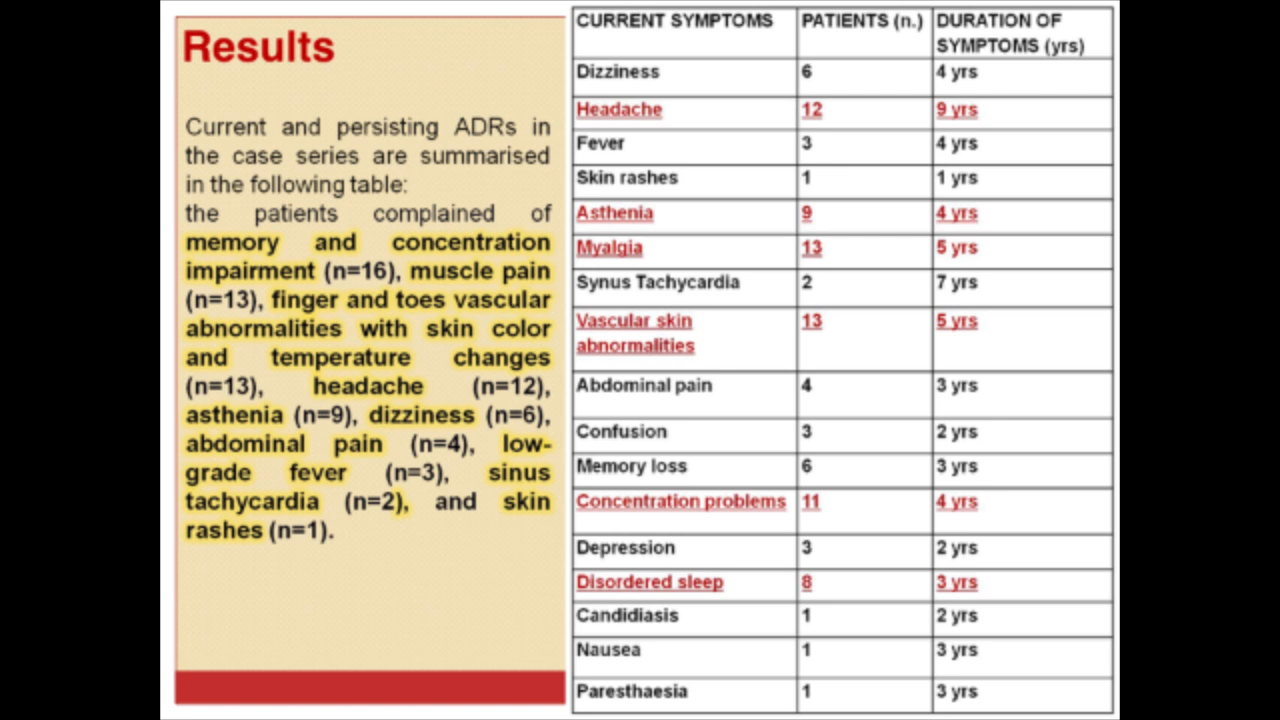 Results
Current and persisting ADRs in
the case series are summarised
in the following table:
the patients complained of
memory and concentration
impairment (n=16), muscle pain
(n=13), finger and toes vascular
abnormalities with skin color
and temperature changes
(n=13), headache (n=12),
asthenia (n=9), dizziness (n=6),
abdominal pain (n=4), low-
grade fever (n=3), sinus
tachycardia (n=2), and skin
rashes (n=1).
CURRENT SYMPTOMS PATIENTS (n.) DURATION OF
SYMPTOMS (yrs)
Dizziness 6 4 yrs
Headache 12 9 yrs
Fever 3 4 yrs
Skin rashes 1 1 yrs
Asthenia 9 4 yrs
Myalgia 13 5 yrs
Synus Tachycardia 2 7 yrs
Vascular skin 13 5 yrs
abnormalities
Abdominal pain 4 3 yrs
Confusion 3 2 yrs
Memory loss 6 3 yrs
Concentration problems 11 4 yrs
Depression 3 2 yrs
Disordered sleep 8 3 yrs
Candidiasis 1 2 yrs
Nausea 1 3 yrs
Paresthaesia 1 3 yrs